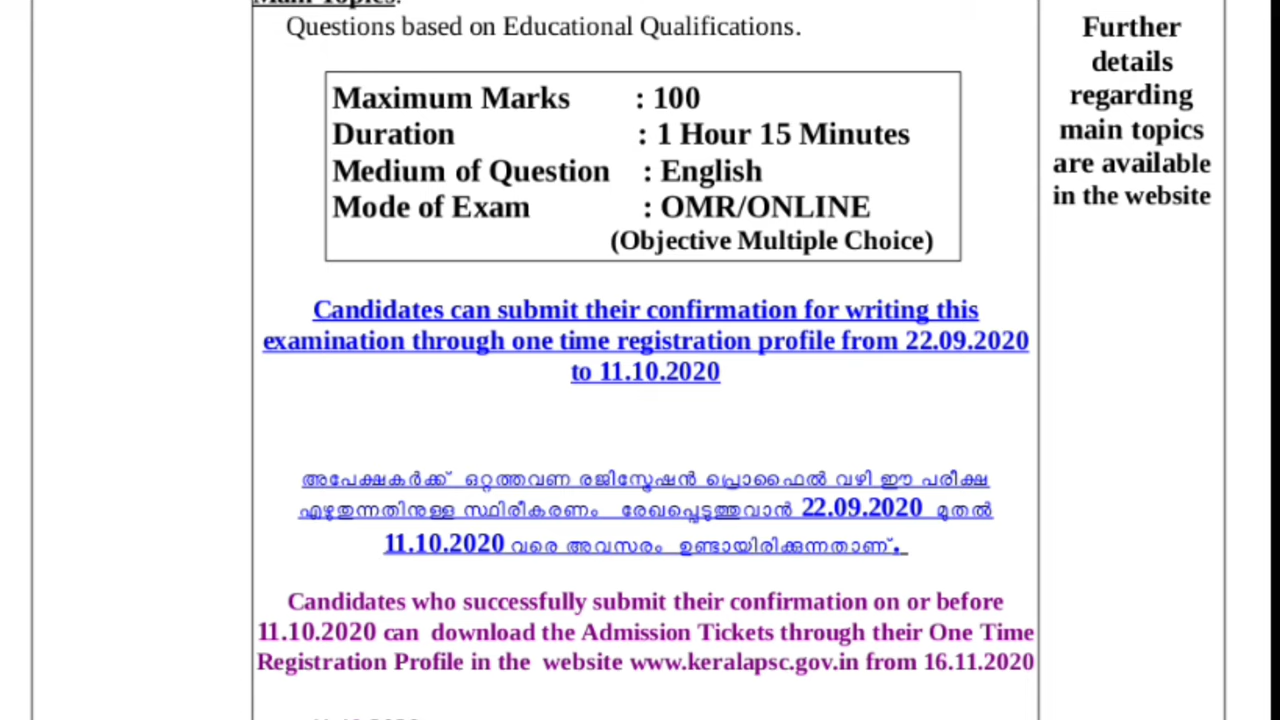 Main Topics:
Questions based on Educational Qualifications.
Maximum Marks : 100
Duration : 1 Hour 15 Minutes
Medium of Question : English
Mode of Exam : OMR/ONLINE
(Objective Multiple Choice)
Candidates can submit their confirmation for writing this
examination through one time registration profile from 22.09.2020
to 11.10.2020
അപേക്ഷകർക്ക് ഒറ്റത്തവണ രജിസ്ട്രേഷൻ പ്രൊഫൈൽ വഴി ഈ പരീക്ഷ
എഴുതുന്നതിനുള്ള സ്ഥിരീകരണം രേഖപ്പെടുത്തുവാൻ 22.09.2020 മുതൽ
11.10.2020 വരെ അവസരം ഉണ്ടായിരിക്കുന്നതാണ്.
Candidates who successfully submit their confirmation on or before
11.10.2020 can download the Admission Tickets through their One Time
Registration Profile in the website www.keralapsc.gov.in from 16.11.2020
Further
details
regarding
main topics
are available
in the website